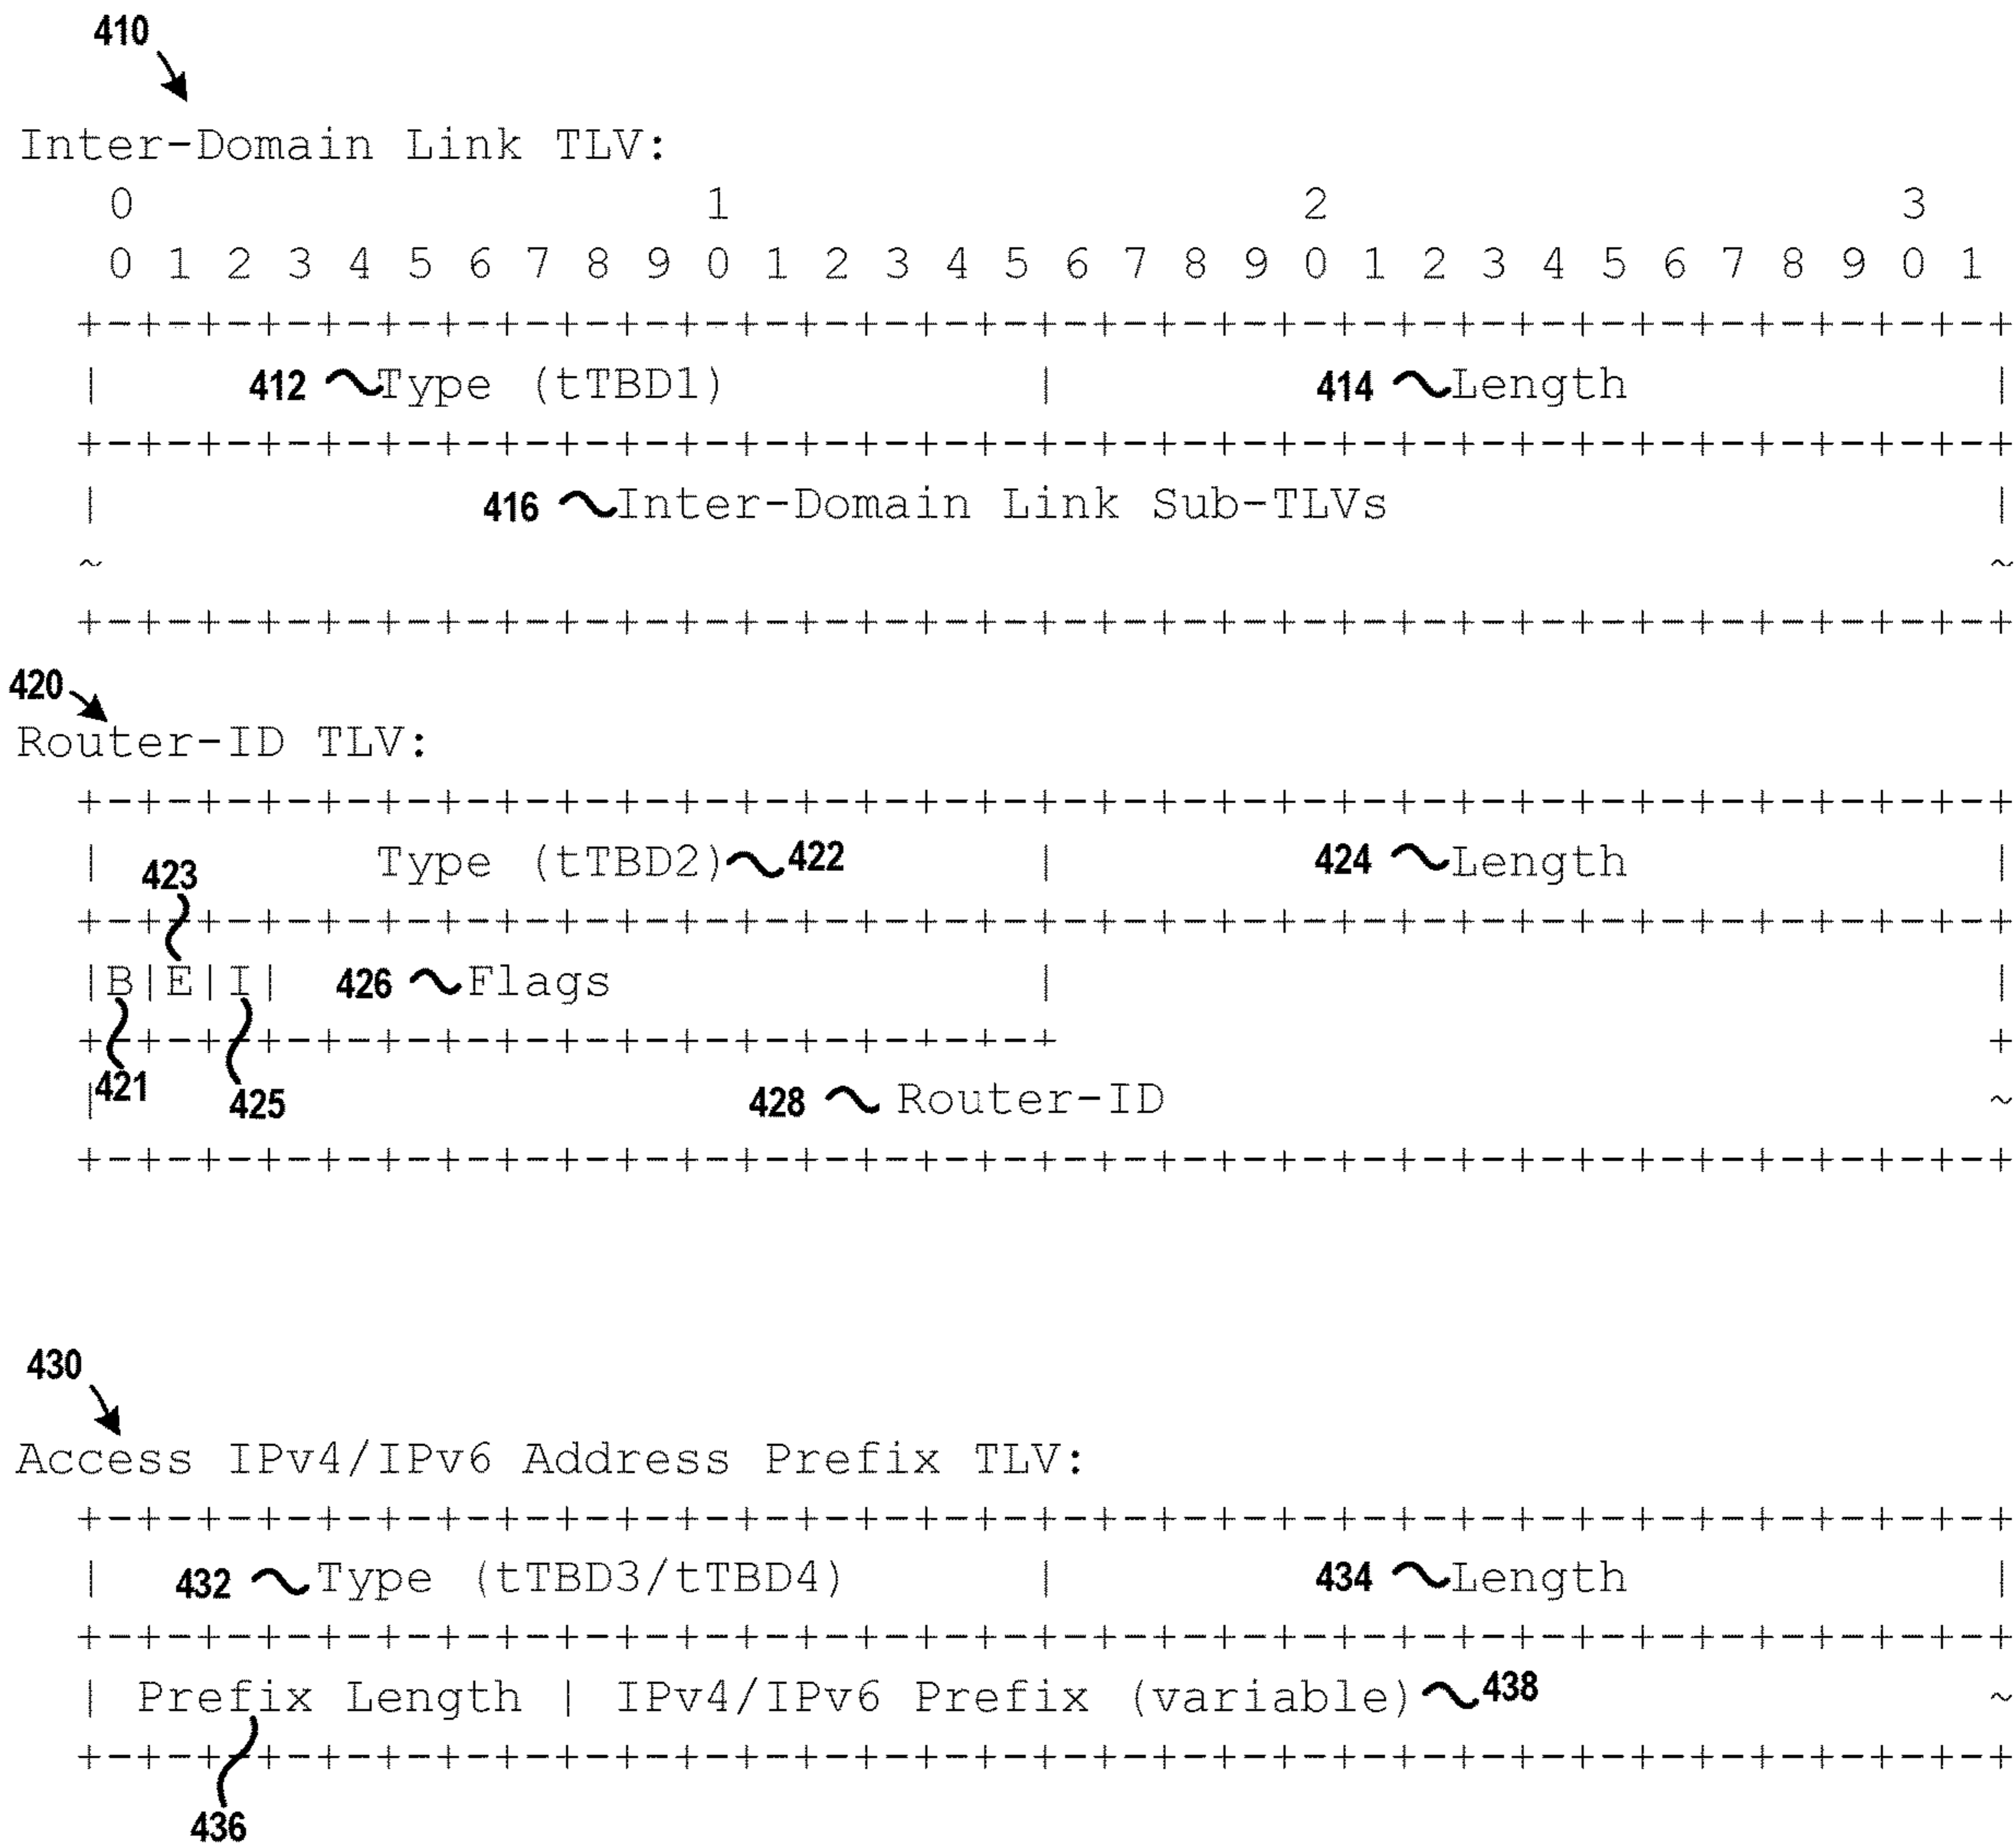 410
Inter-Domain Link TLV:
0 1 2 3
0 1 2 3 4 5 6 7 8 9 0 1 2 3 4 5 6 7 8 9 0 1 2 3 4 5 6 7 8 9 0 1
+-+-+-+-+-+-+-+-+-+-+-+-+-+-+-+-+-+-+-+-+-+-+-+-+-+-+-+-+-+-+-+-+
| 412 ~Type (tTBD1) | 414 ~Length |
+-+-+-+-+-+-+-+-+-+-+-+-+-+-+-+-+-+-+-+-+-+-+-+-+-+-+-+-+-+-+-+-+
| 416 ~Inter-Domain Link Sub-TLVs |
~ ~
+-+-+-+-+-+-+-+-+-+-+-+-+-+-+-+-+-+-+-+-+-+-+-+-+-+-+-+-+-+-+-+-+
420
Router-ID TLV:
+-+-+-+-+-+-+-+-+-+-+-+-+-+-+-+-+-+-+-+-+-+-+-+-+-+-+-+-+-+-+-+-+
| 423 Type (tTBD2)~422 | 424 ~Length |
+-+-+-+-+-+-+-+-+-+-+-+-+-+-+-+-+-+-+-+-+-+-+-+-+-+-+-+-+-+-+-+-+
|B|E|I| 426 ~Flags | |
+-+-+-+-+-+-+-+-+-+-+-+-+-+-+-+-+ +
|421 425 428 ~ Router-ID ~
+-+-+-+-+-+-+-+-+-+-+-+-+-+-+-+-+-+-+-+-+-+-+-+-+-+-+-+-+-+-+-+-+
430
Access IPv4/IPv6 Address Prefix TLV:
+-+-+-+-+-+-+-+-+-+-+-+-+-+-+-+-+-+-+-+-+-+-+-+-+-+-+-+-+-+-+-+-+
| 432 ~Type (tTBD3/tTBD4) | 434 ~Length |
+-+-+-+-+-+-+-+-+-+-+-+-+-+-+-+-+-+-+-+-+-+-+-+-+-+-+-+-+-+-+-+-+
| Prefix Length | IPv4/IPv6 Prefix (variable)~438 ~
+-+-+-+-+-+-+-+-+-+-+-+-+-+-+-+-+-+-+-+-+-+-+-+-+-+-+-+-+-+-+-+-+
436